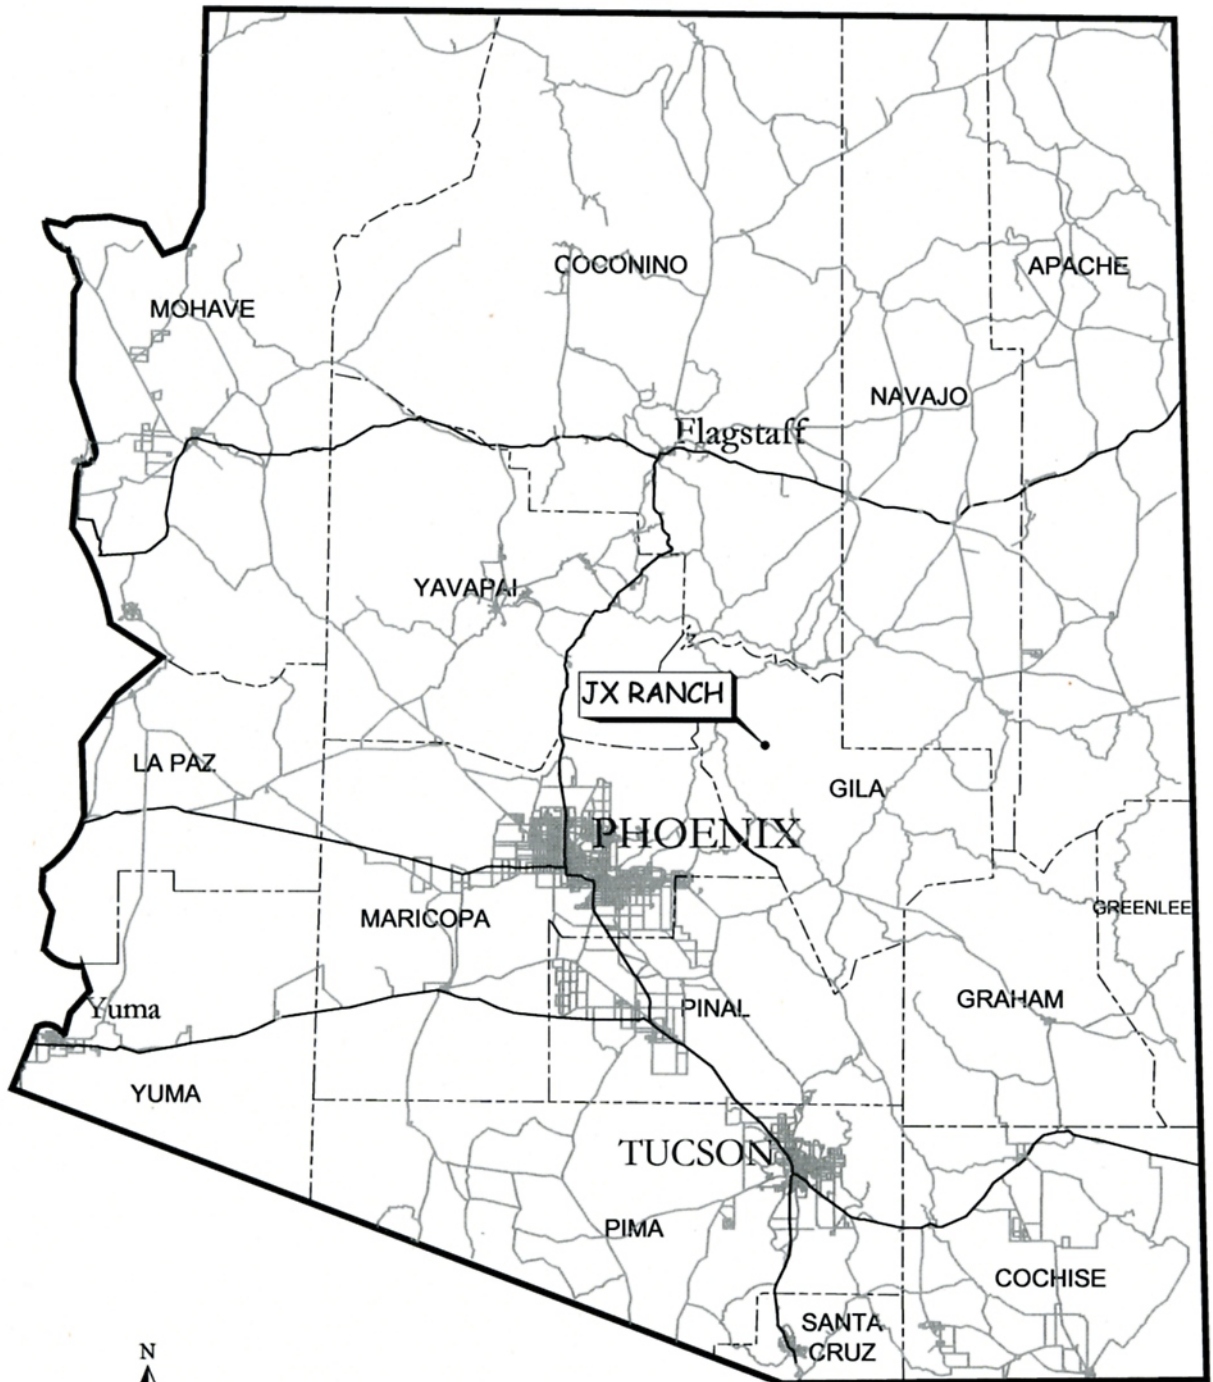 COCONINO
APACHE
MOHAVE
NAVAJO
Flagstaff
YAVAPAI
JX RANCH
LA PAZ
GILA
PHOENIX
MARICOPA
GREENLEE
Yuma
PINAL
GRAHAM
YUMA
TUCSON
PIMA
COCHISE
SANTA
CRUZ
N